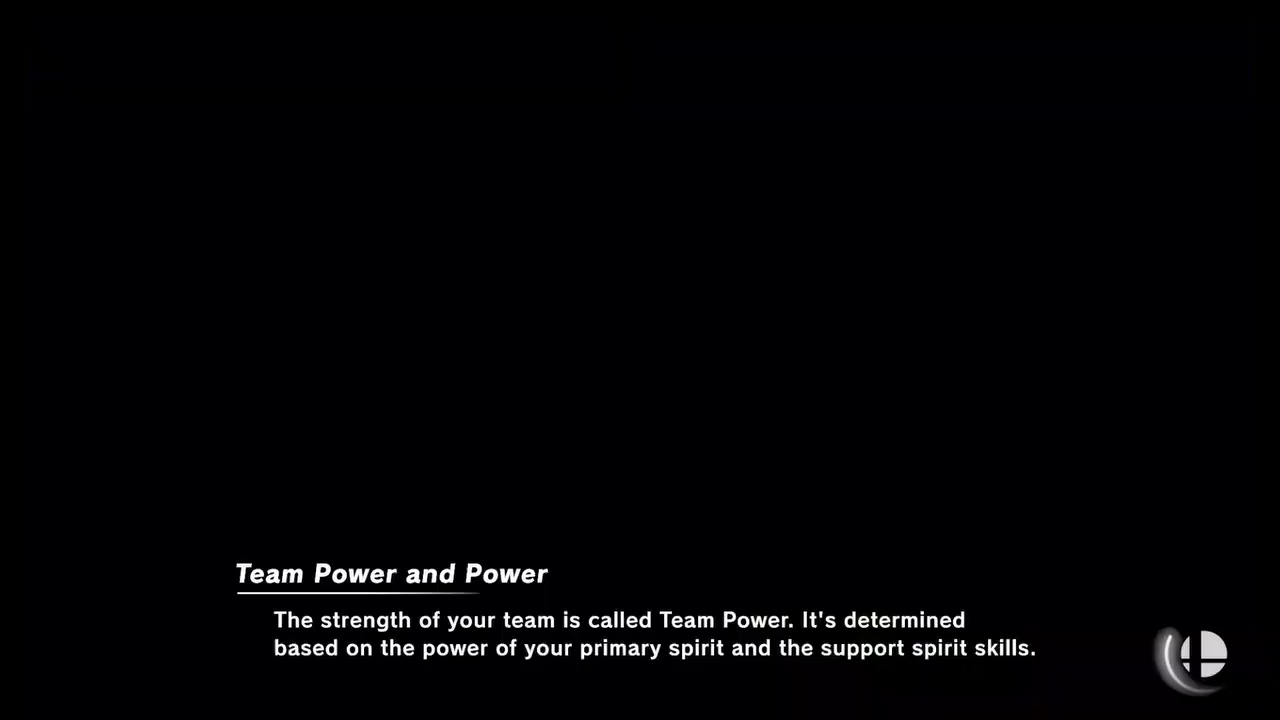 Team Power and Power
The strength of your team is called Team Power. It's determined
based on the power of your primary spirit and the support spirit skills.